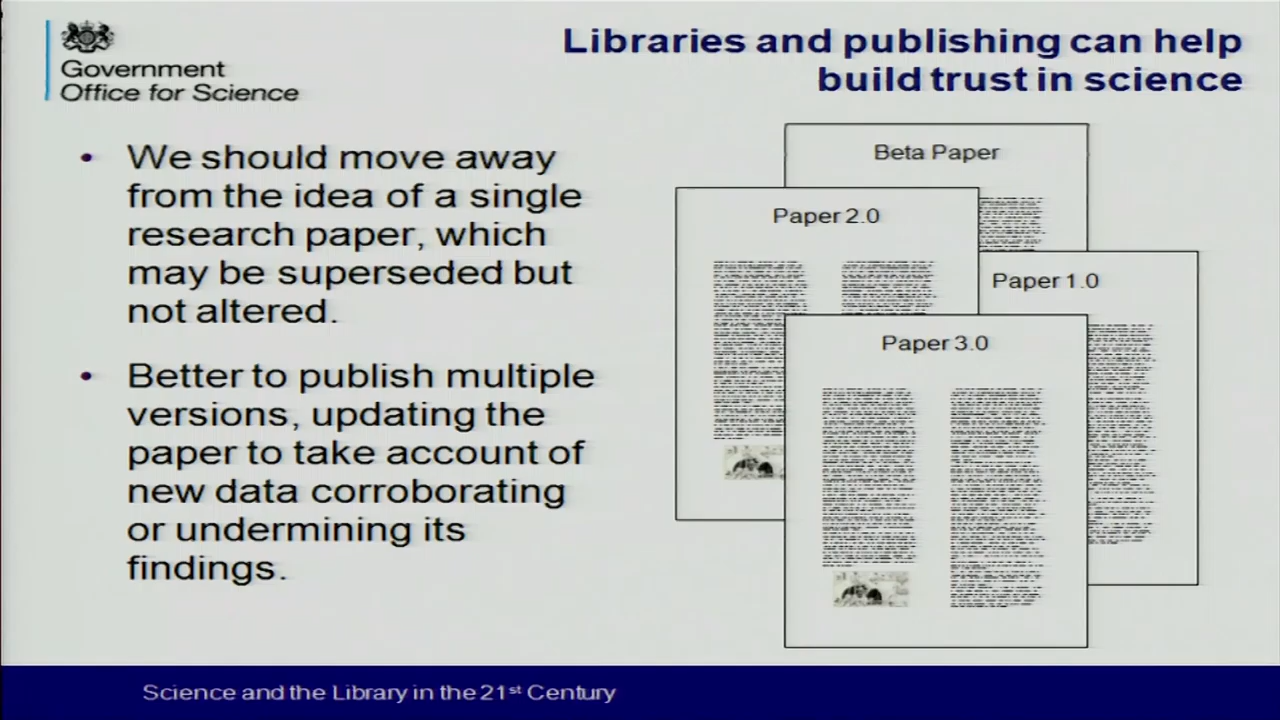 Government
Office for Science
Libraries and publishing can help
build trust in science
• We should move away
from the idea of a single
research paper, which
may be superseded but
not altered.
• Better to publish multiple
versions, updating the
paper to take account of
new data corroborating
or undermining its
findings.
Beta Paper
Paper 2.0
Paper 1.0
Paper 3.0
Science and the Library in the 21st Century